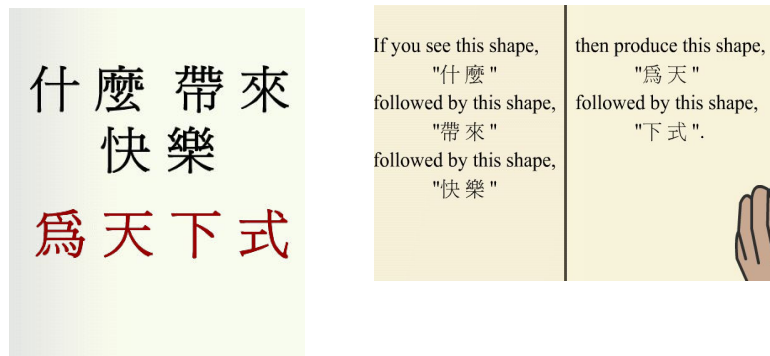 什麼 帶來
快樂
爲天下式
If you see this shape,
"什麼"
followed by this shape,
"帶來"
followed by this shape,
"快樂"
then produce this shape,
"爲天"
followed by this shape,
"下式".